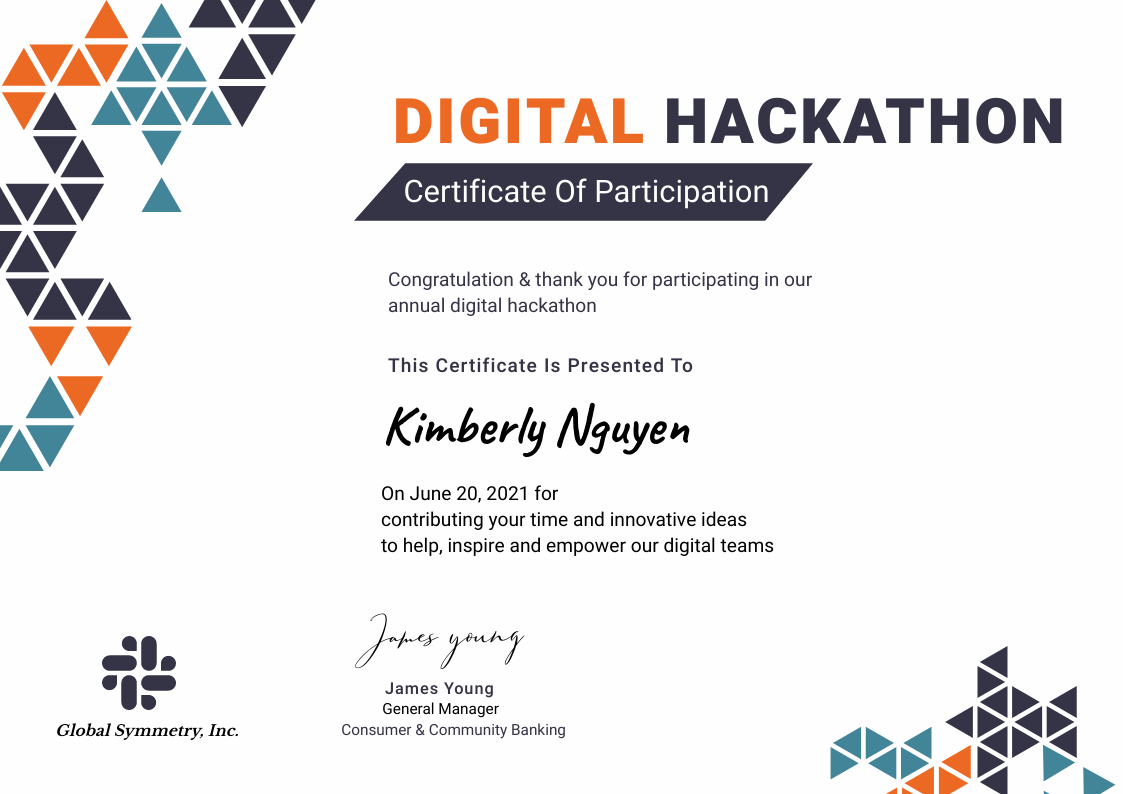 DIGITAL HACKATHON
Certificate Of Participation
Congratulation & thank you for participating in our
annual digital hackathon
This Certificate Is Presented To
Kimberly Nguyen
On June 20, 2021 for
contributing your time and innovative ideas
to help, inspire and empower our digital teams
James young
James Young
General Manager
Consumer & Community Banking
Global Symmetry, Inc.